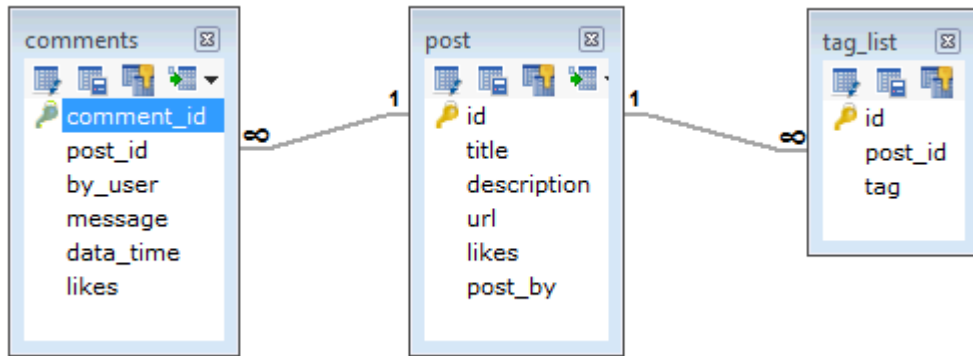 comments
comment_id
post_id
by_user
message
data_time
likes
∞
1
post
id
title
description
url
likes
post_by
1
∞
tag_list
id
post_id
tag